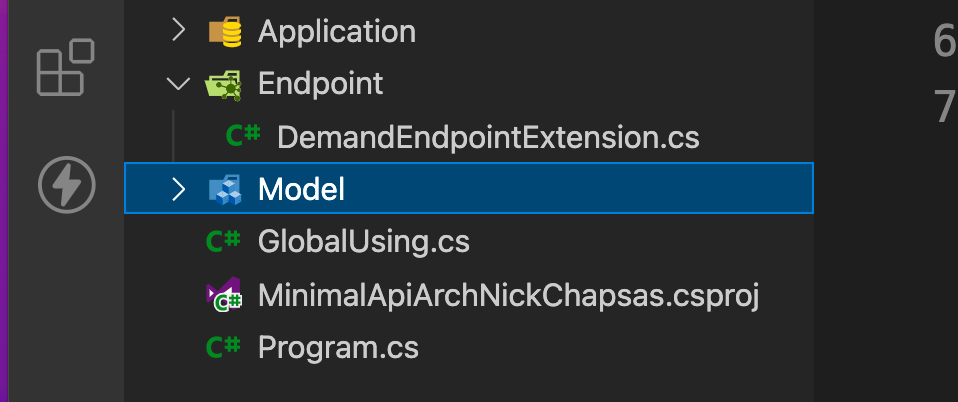 Application
6
Endpoint
7
C# DemandEndpointExtension.cs
Model
C# GlobalUsing.cs
C# MinimalApiArchNickChapsas.csproj
C# Program.cs